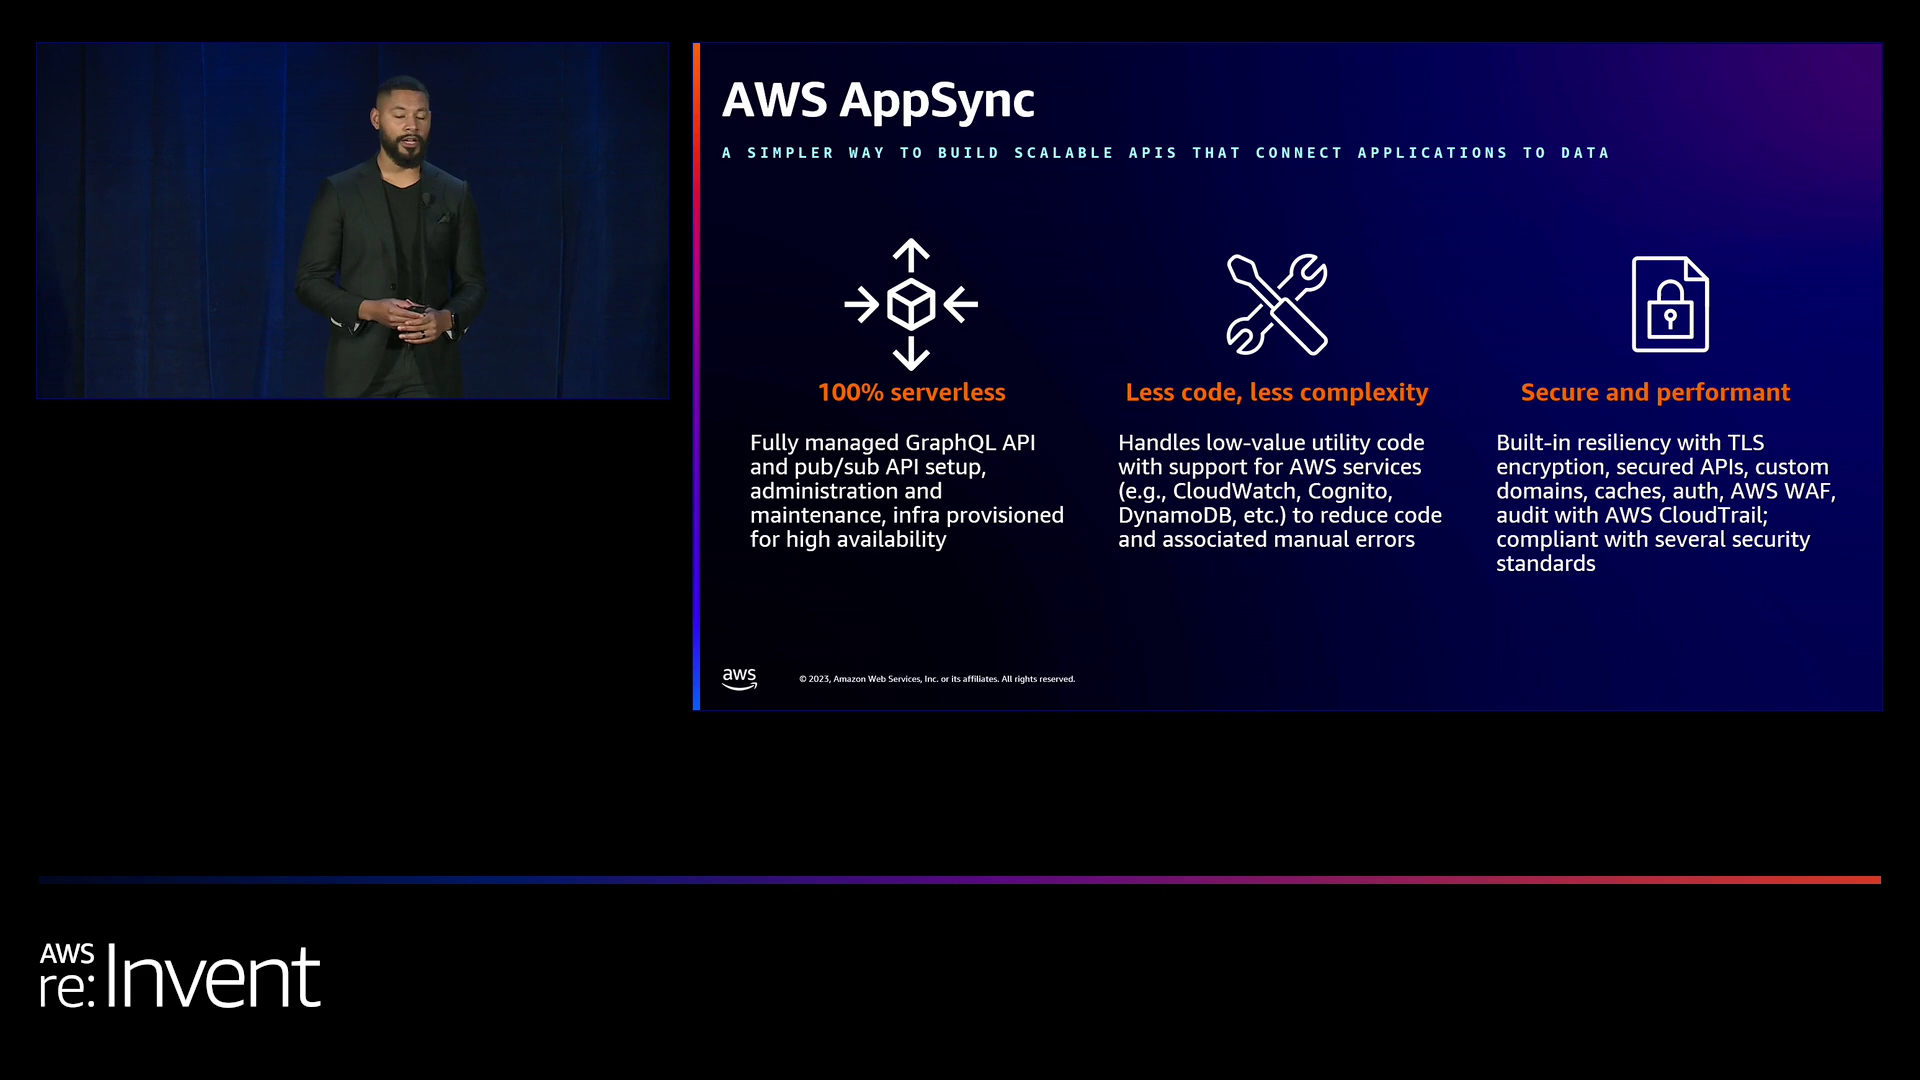 AWS AppSync
A SIMPLER WAY TO BUILD SCALABLE APIS THAT CONNECT APPLICATIONS TO DATA
100% serverless
Fully managed GraphQL API
and pub/sub API setup,
administration and
maintenance, infra provisioned
for high availability
Less code, less complexity
Handles low-value utility code
with support for AWS services
(e.g., CloudWatch, Cognito,
DynamoDB, etc.) to reduce code
and associated manual errors
Secure and performant
Built-in resiliency with TLS
encryption, secured APIs, custom
domains, caches, auth, AWS WAF,
audit with AWS CloudTrail;
compliant with several security
standards
aws
© 2023, Amazon Web Services, Inc. or its affiliates. All rights reserved.
AWS
re:Invent